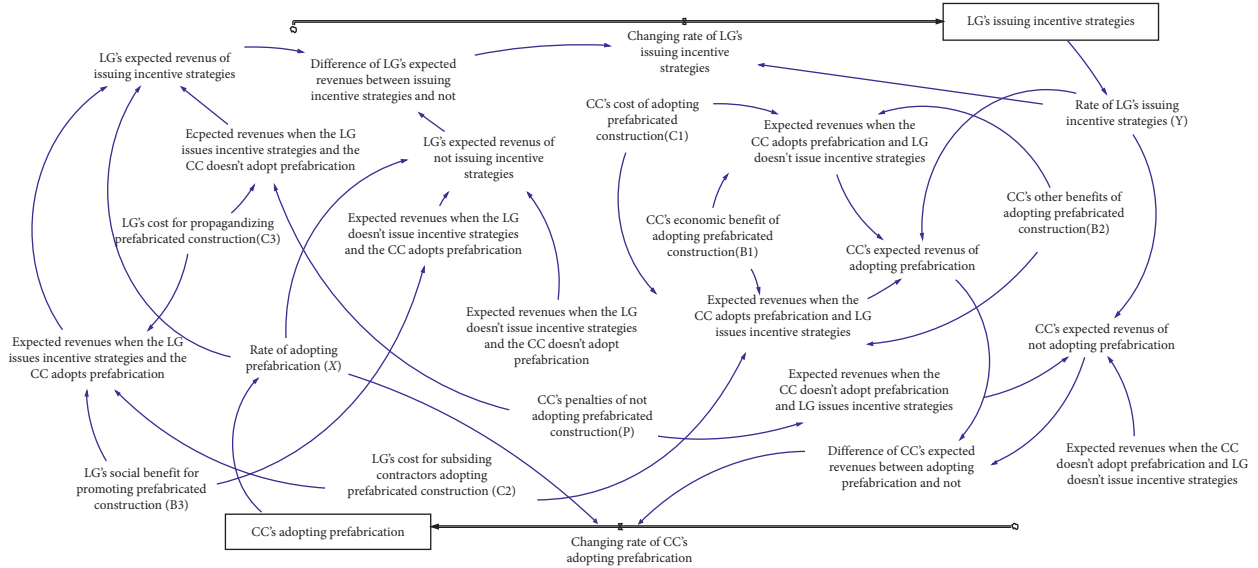 LG's issuing incentive strategies
Changing rate of LG's
issuing incentive
strategies
LG's expected revenus of
issuing incentive strategies
Difference of LG's expected
revenues between issuing
incentive strategies and not
CC's cost of adopting
prefabricated
construction(C1)
Expected revenues when the
CC adopts prefabrication and LG
doesn't issue incentive strategies
Rate of LG's issuing
incentive strategies (Y)
Ecpected revenues when the LG
issues incentive strategies and the
CC doesn't adopt prefabrication
LG's expected revenus of
not issuing incentive
strategies
LG's cost for propagandizing
prefabricated construction(C3)
Expected revenues when the LG
doesn't issue incentive strategies
and the CC adopts prefabrication
CC's economic benefit of
adopting prefabricated
construction(B1)
CC's other benefits of
adopting prefabricated
construction(B2)
CC's expected revenus of
adopting prefabrication
Expected revenues when the LG
issues incentive strategies and the
CC adopts prefabrication
Rate of adopting
prefabrication (X)
Expected revenues when the LG
doesn't issue incentive strategies
and the CC doesn't adopt
prefabrication
Expected revenues when the
CC adopts prefabrication and LG
issues incentive strategies
CC's expected revenus of
not adopting prefabrication
Expected revenues when the
CC doesn't adopt prefabrication
and LG issues incentive strategies
CC's penalties of not
adopting prefabricated
construction(P)
LG's social benefit for
promoting prefabricated
construction (B3)
LG's cost for subsiding
contractors adopting
prefabricated construction (C2)
Difference of CC's expected
revenues between adopting
prefabrication and not
Expected revenues when the CC
doesn't adopt prefabrication and LG
doesn't issue incentive strategies
CC's adopting prefabrication
Changing rate of CC's
adopting prefabrication